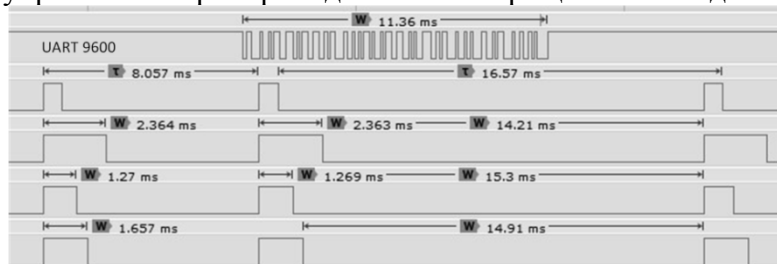 W 11.36 ms
UART 9600
τ 8.057 ms τ 16.57 ms
W 2.364 ms W 2.363 ms W 14.21 ms
W 1.27 ms W 1.269 ms W 15.3 ms
W 1.657 ms W 14.91 ms